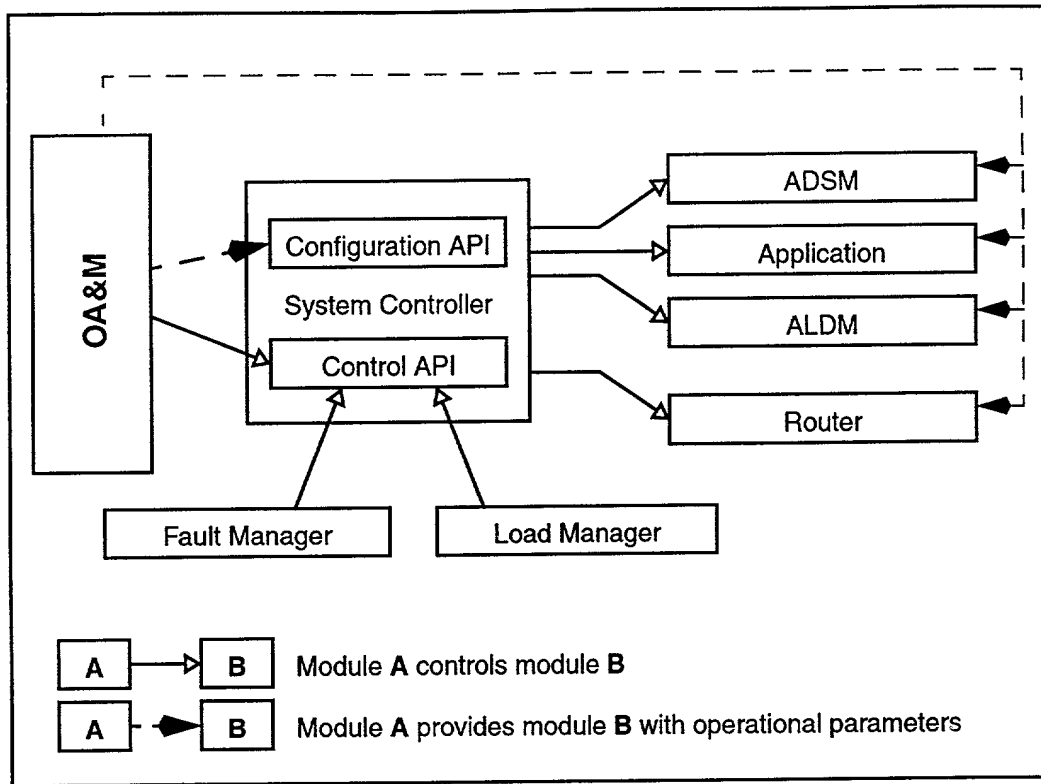 OA&M
Configuration API
System Controller
Control API
ADSM
Application
ALDM
Router
Fault Manager
Load Manager
A B Module A controls module B
A B Module A provides module B with operational parameters